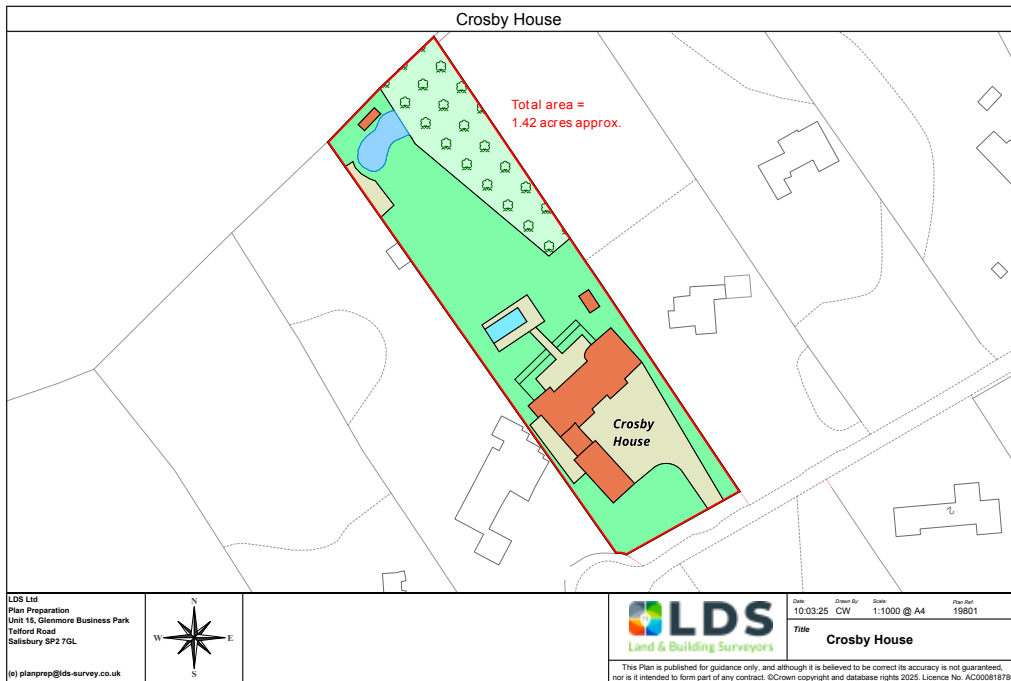 Crosby House
Total area =
1.42 acres approx.
Crosby
House
2
LDS Ltd
Plan Preparation
Unit 15, Glenmore Business Park
Telford Road
Salisbury SP2 7GL
(e) planprep@lds-survey.co.uk
N
W E
S
LDS
Land & Building Surveyors
Date: Drawn By: Scale: Plan Ref:
10:03:25 CW 1:1000 @ A4 19801
Title
Crosby House
This Plan is published for guidance only, and although it is believed to be correct its accuracy is not guaranteed,
nor is it intended to form part of any contract. ©Crown copyright and database rights 2025. Licence No. AC000818786